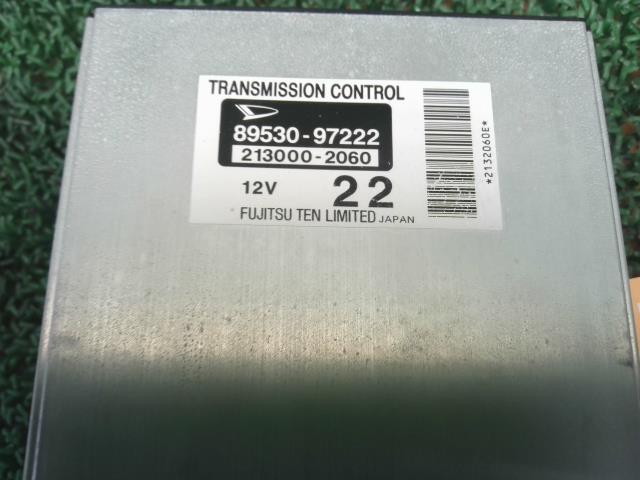 TRANSMISSION CONTROL
89530-97222
213000-2060
12V 22
FUJITSU TEN LIMITED JAPAN
*2132060E*